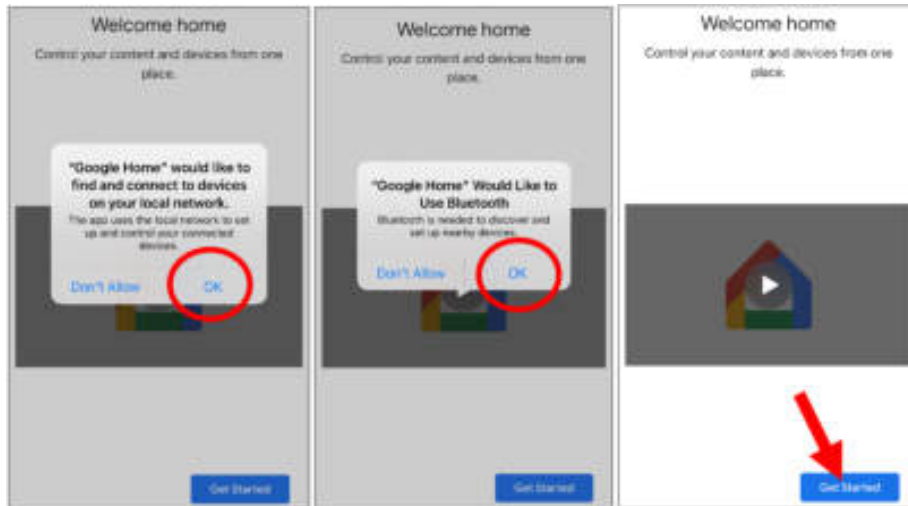 Welcome home
Control your content and devices from one
place.
"Google Home" would like to
find and connect to devices
on your local network.
The app uses the local network to set
up and control your connected
devices.
Don't Allow
OK
Get Started
Welcome home
Control your content and devices from one
place.
"Google Home" Would Like to
Use Bluetooth
Bluetooth is needed to discover and
set up nearby devices.
Don't Allow
OK
Get Started
Welcome home
Control your content and devices from one
place.
Get Started